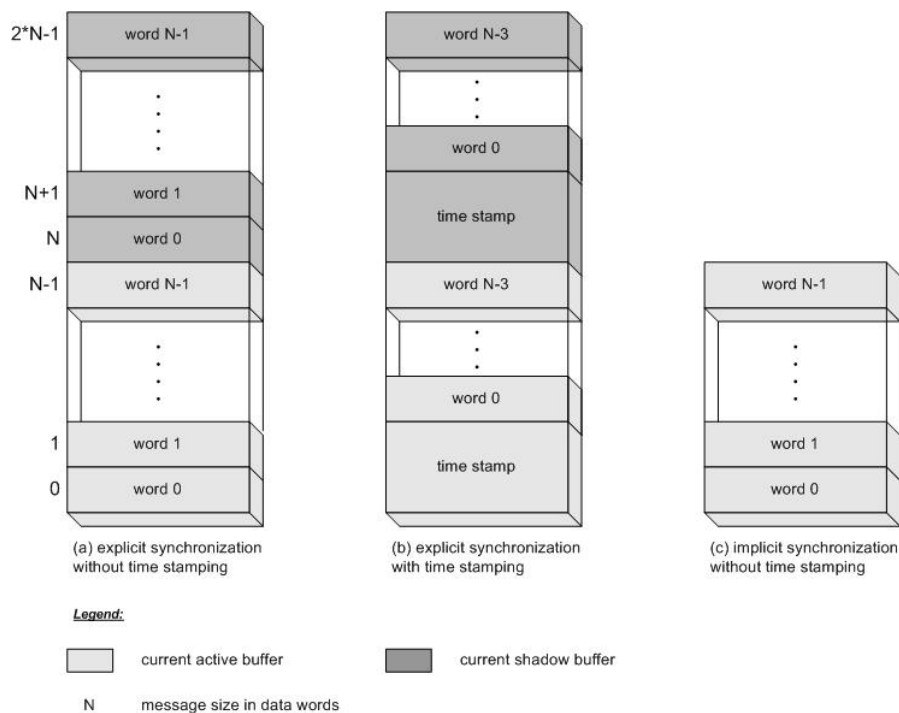 2*N-1
word N-1
word N-3
word 0
N+1
word 1
time stamp
N
word 0
N-1
word N-1
word N-3
word N-1
word 0
1
word 1
time stamp
word 1
0
word 0
word 0
(a) explicit synchronization
without time stamping
(b) explicit synchronization
with time stamping
(c) implicit synchronization
without time stamping
Legend:
current active buffer
current shadow buffer
N message size in data words